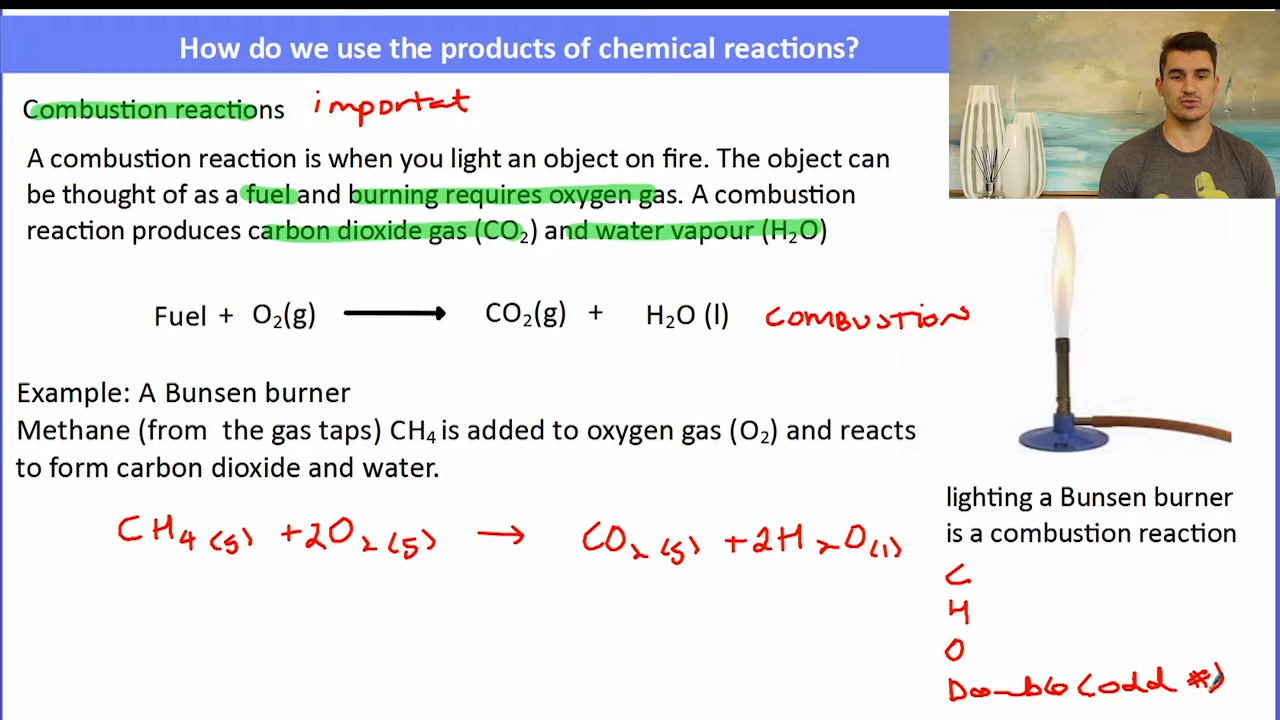 How do we use the products of chemical reactions?
Combustion reactions importat
A combustion reaction is when you light an object on fire. The object can
be thought of as a fuel and burning requires oxygen gas. A combustion
reaction produces carbon dioxide gas (CO₂) and water vapour (H₂O)
Fuel + O₂(g) → CO₂(g) + H₂O (l) COMBUSTION
Example: A Bunsen burner
Methane (from the gas taps) CH₄ is added to oxygen gas (O₂) and reacts
to form carbon dioxide and water.
CH₄(g) + 2O₂(g) → CO₂(g) + 2H₂O(l)
lighting a Bunsen burner
is a combustion reaction
C
H
O
Double (odd #)